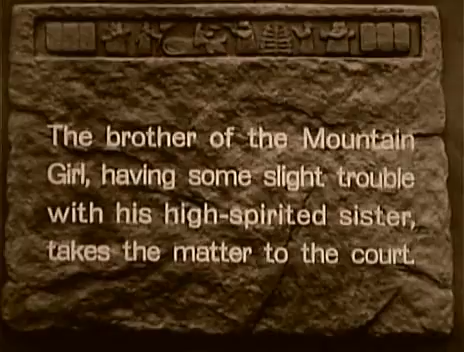 The brother of the Mountain
Girl, having some slight trouble
with his high-spirited sister,
takes the matter to the court.